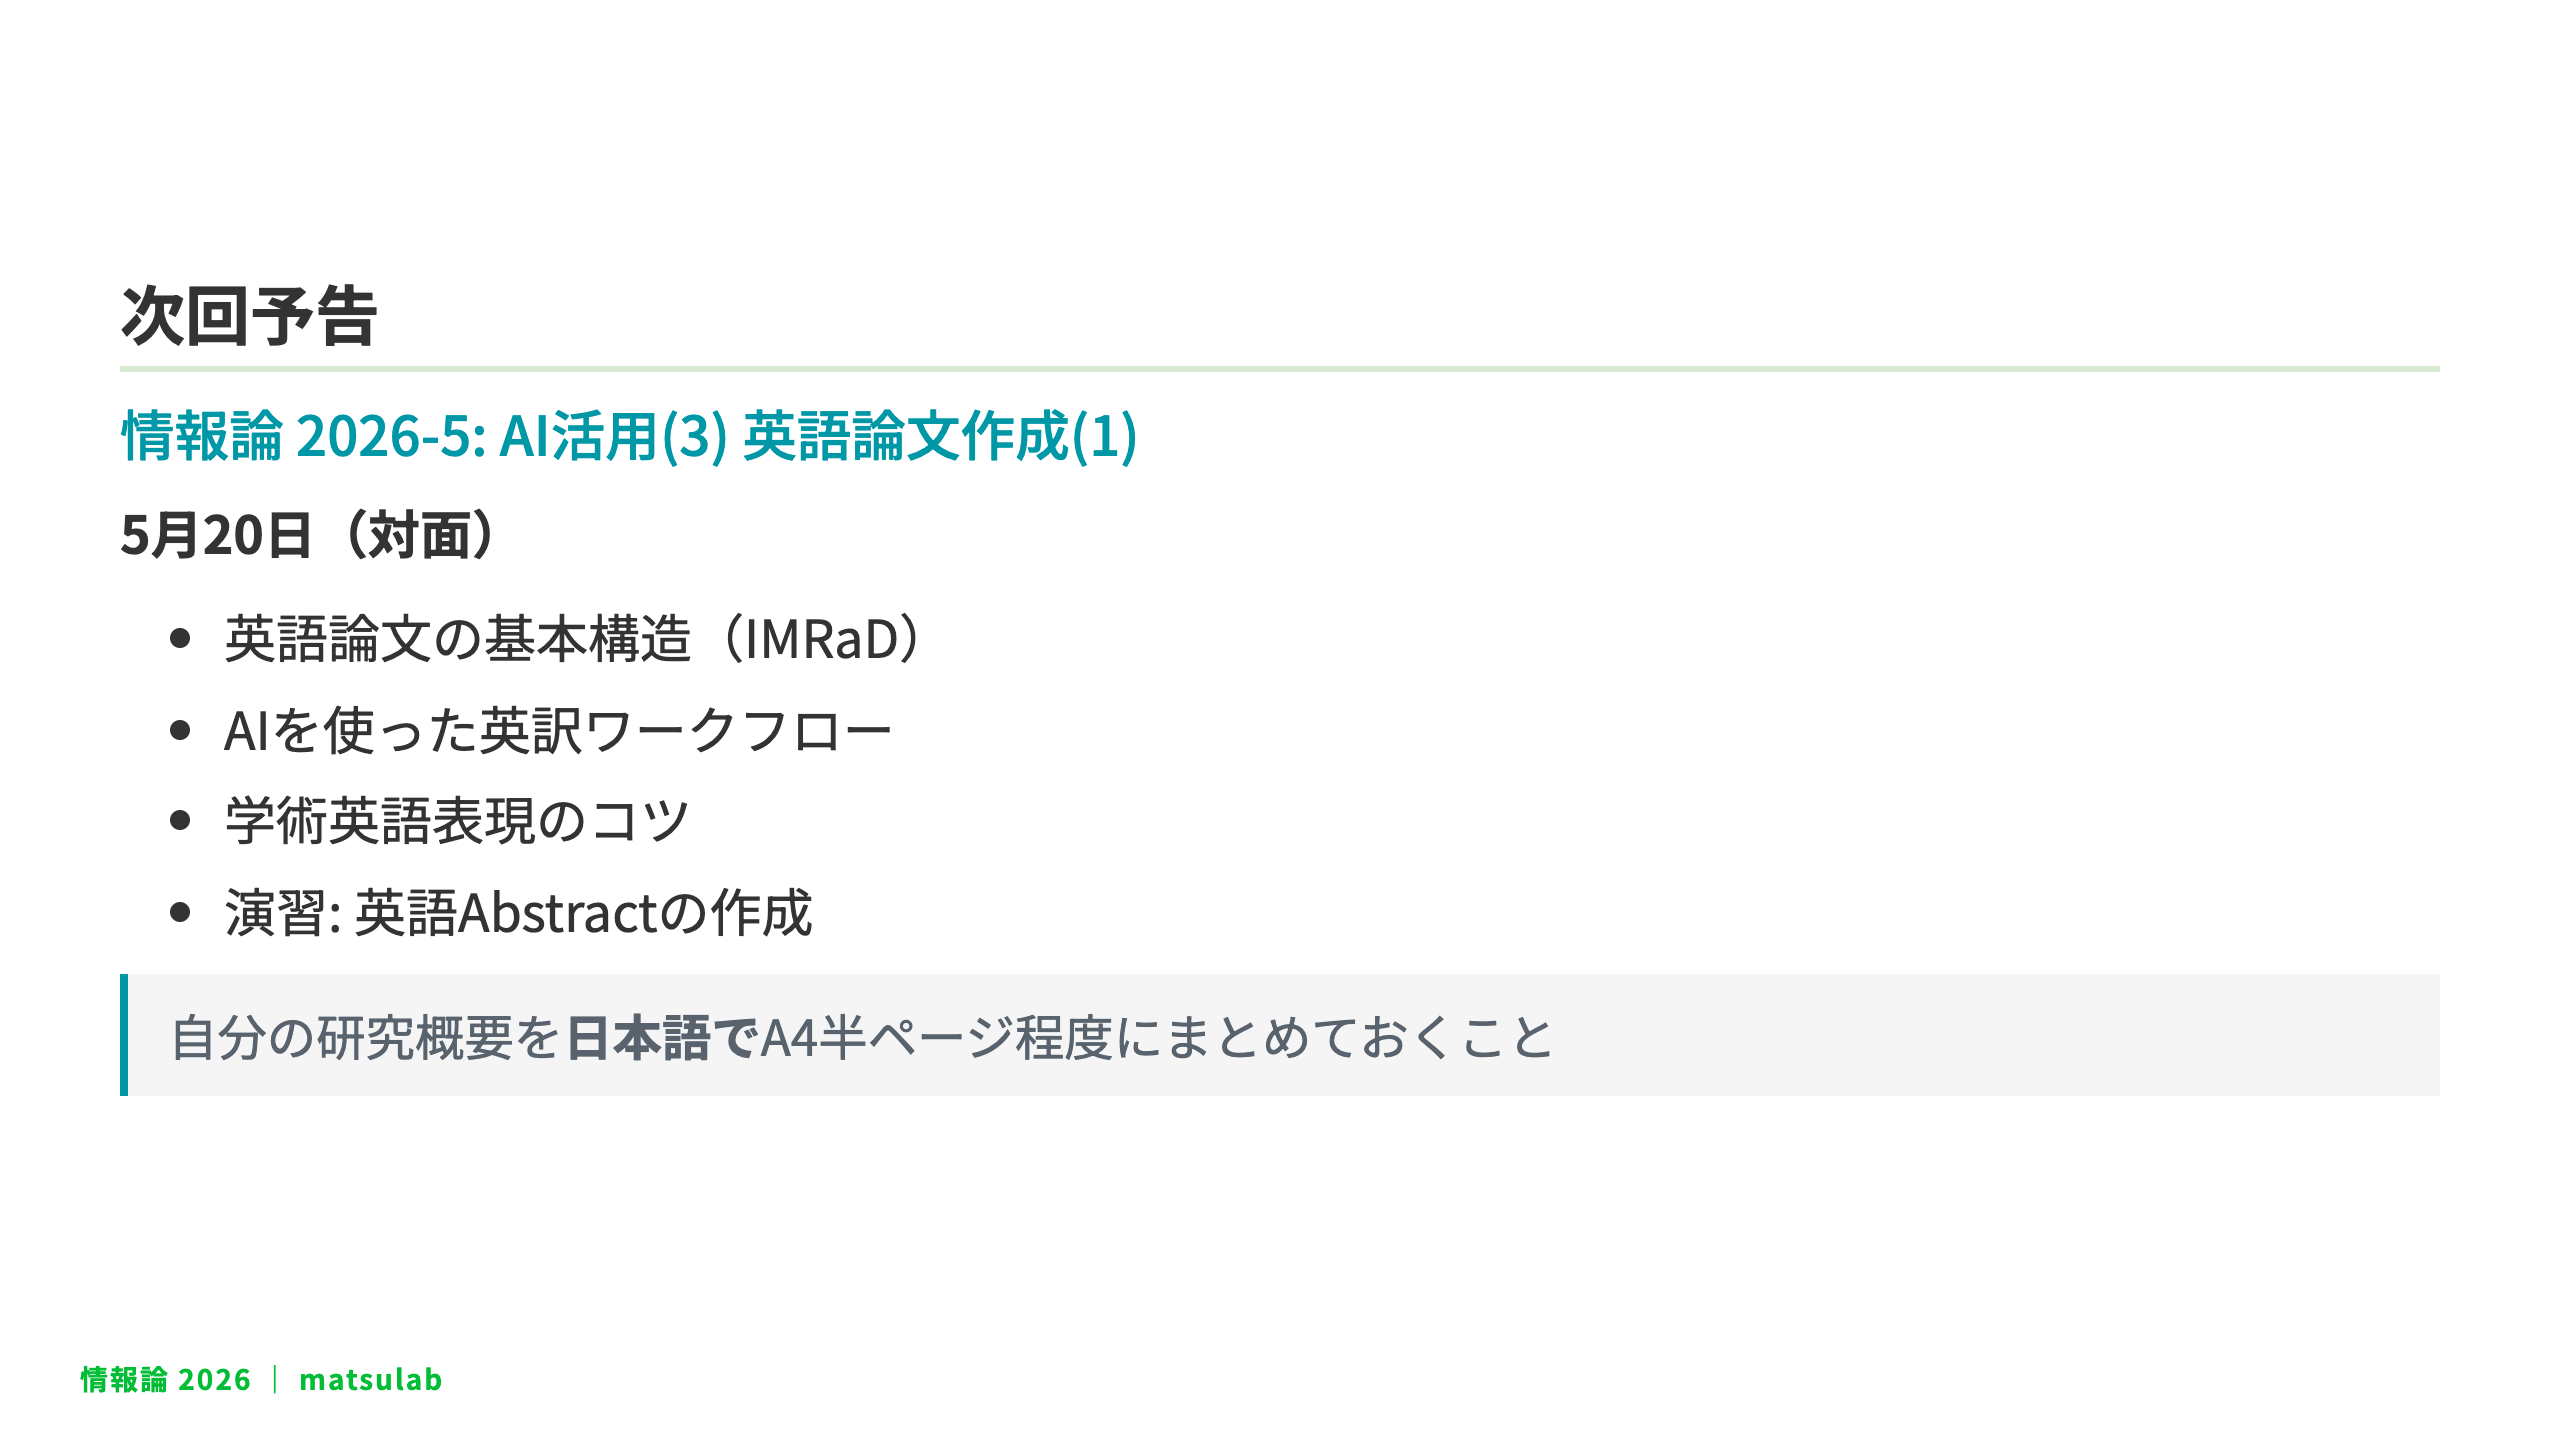 次回予告
情報論 2026-5: AI活用(3) 英語論文作成(1)
5月20日（対面）
• 英語論文の基本構造（IMRaD）
• AIを使った英訳ワークフロー
• 学術英語表現のコツ
• 演習: 英語Abstractの作成
自分の研究概要を日本語でA4半ページ程度にまとめておくこと
情報論 2026 ｜ matsulab